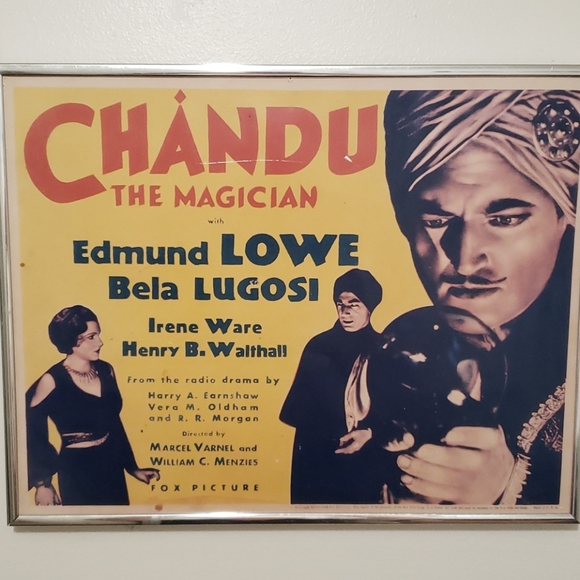 CHANDU
THE MAGICIAN
with
Edmund LOWE
Bela LUGOSI
Irene Ware
Henry B. Walthall
From the radio drama by
Harry A. Earnshaw
Vera M. Oldham
and R. R. Morgan
Directed by
MARCEL VARNEL and
WILLIAM C. MENZIES
FOX PICTURE